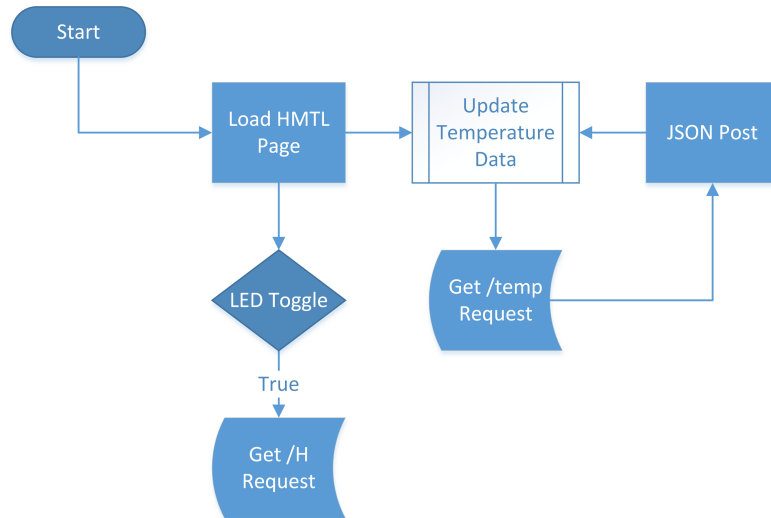 Start
Load HMTL
Page
Update
Temperature
Data
JSON Post
LED Toggle
Get /temp
Request
True
Get /H
Request